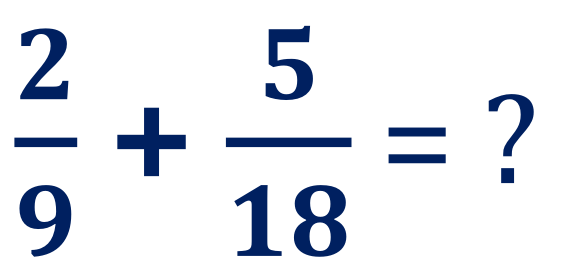 2/9 + 5/18 = ?